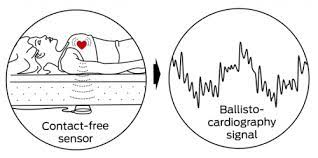 Contact-free
sensor
Ballisto-
cardiography
signal